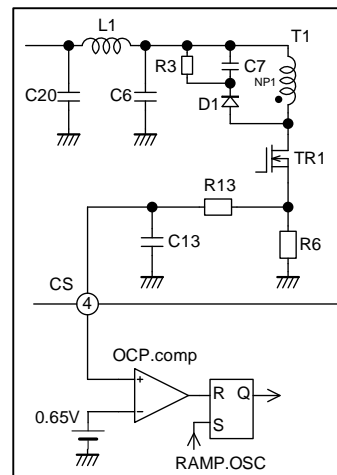 L1
T1
R3
C7
NP1
C20
C6
D1
TR1
R13
C13
R6
CS
4
OCP.comp
+
−
R Q
S
0.65V
RAMP.OSC